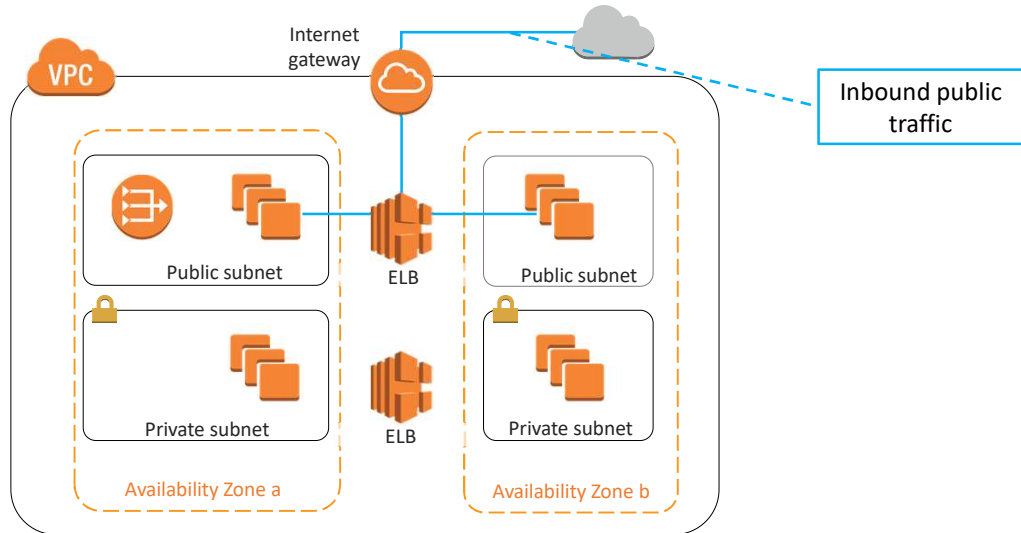 Internet
gateway
VPC
Inbound public
traffic
Public subnet
ELB
Public subnet
Private subnet
ELB
Private subnet
Availability Zone a
Availability Zone b